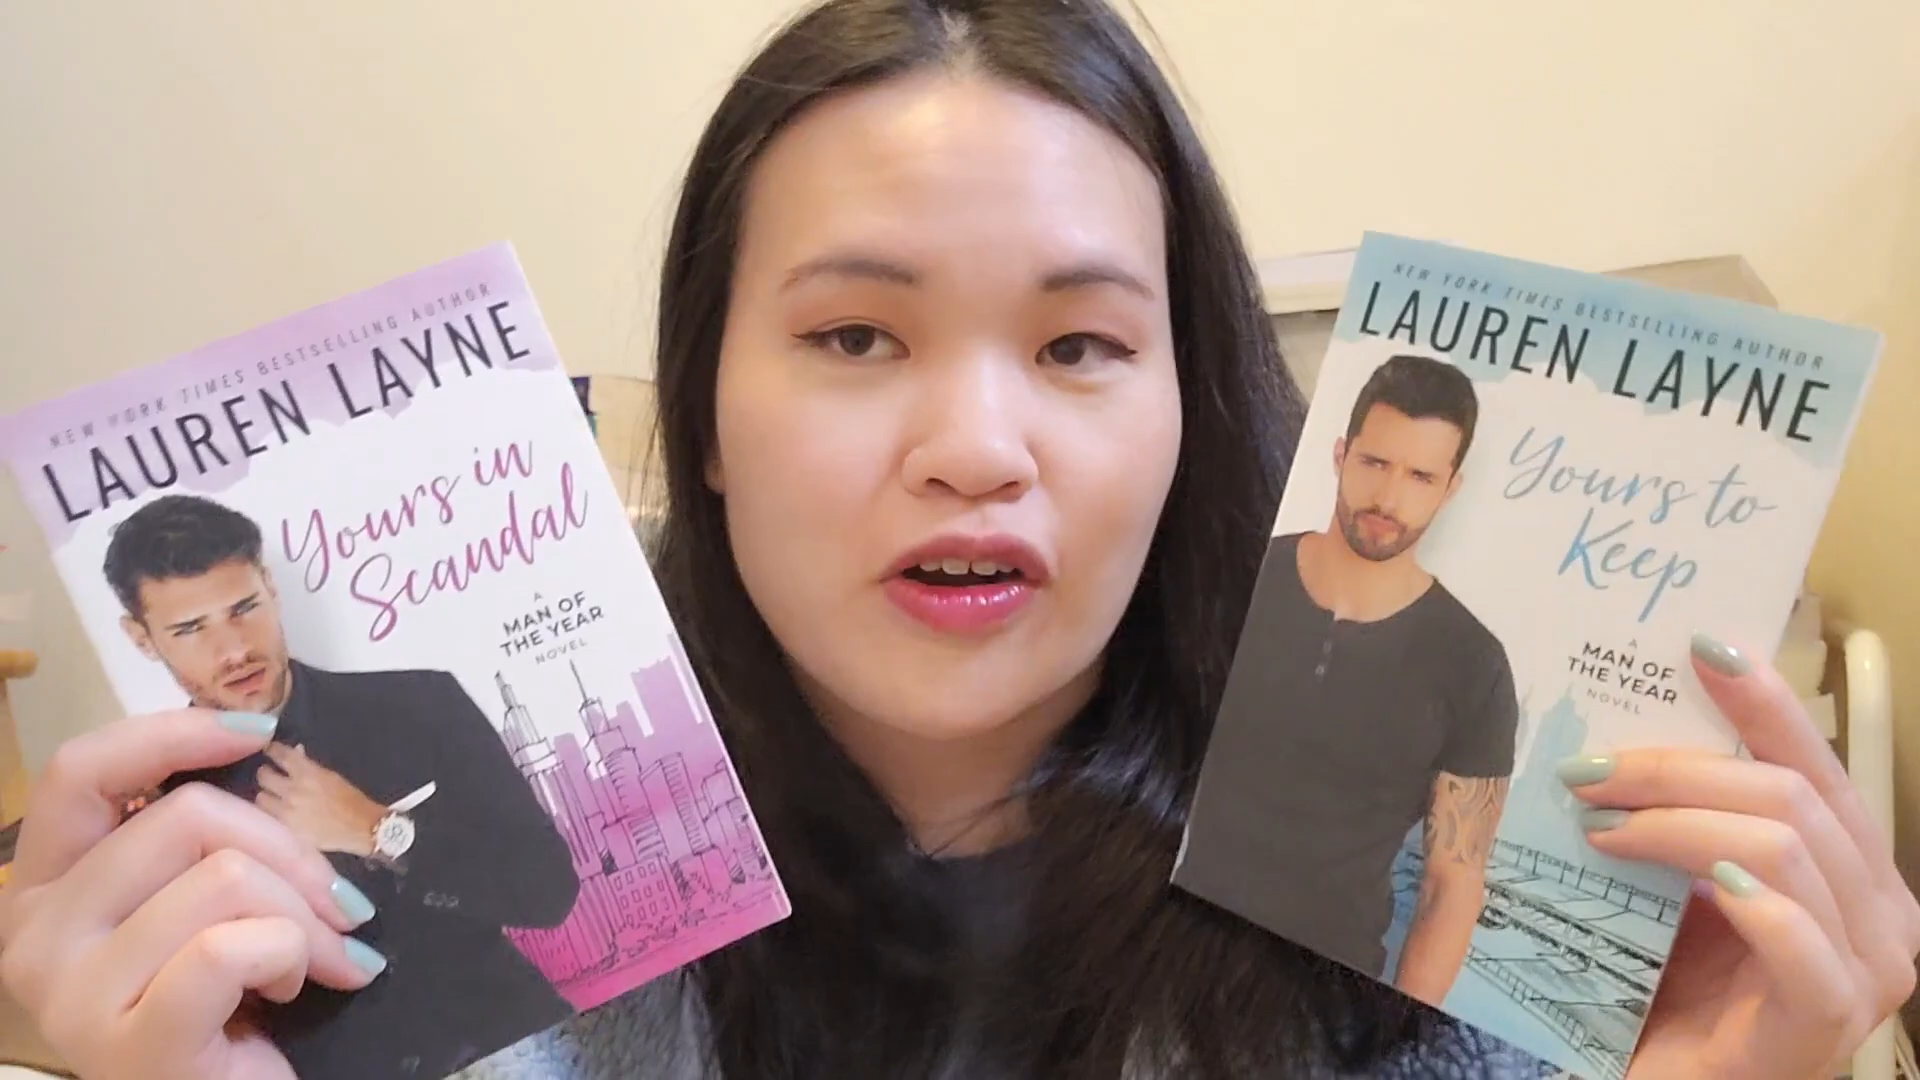 NEW YORK TIMES BESTSELLING AUTHOR
LAUREN LAYNE
Yours in
Scandal
A
MAN OF
THE YEAR
NOVEL
NEW YORK TIMES BESTSELLING AUTHOR
LAUREN LAYNE
Yours to
Keep
A
MAN OF
THE YEAR
NOVEL